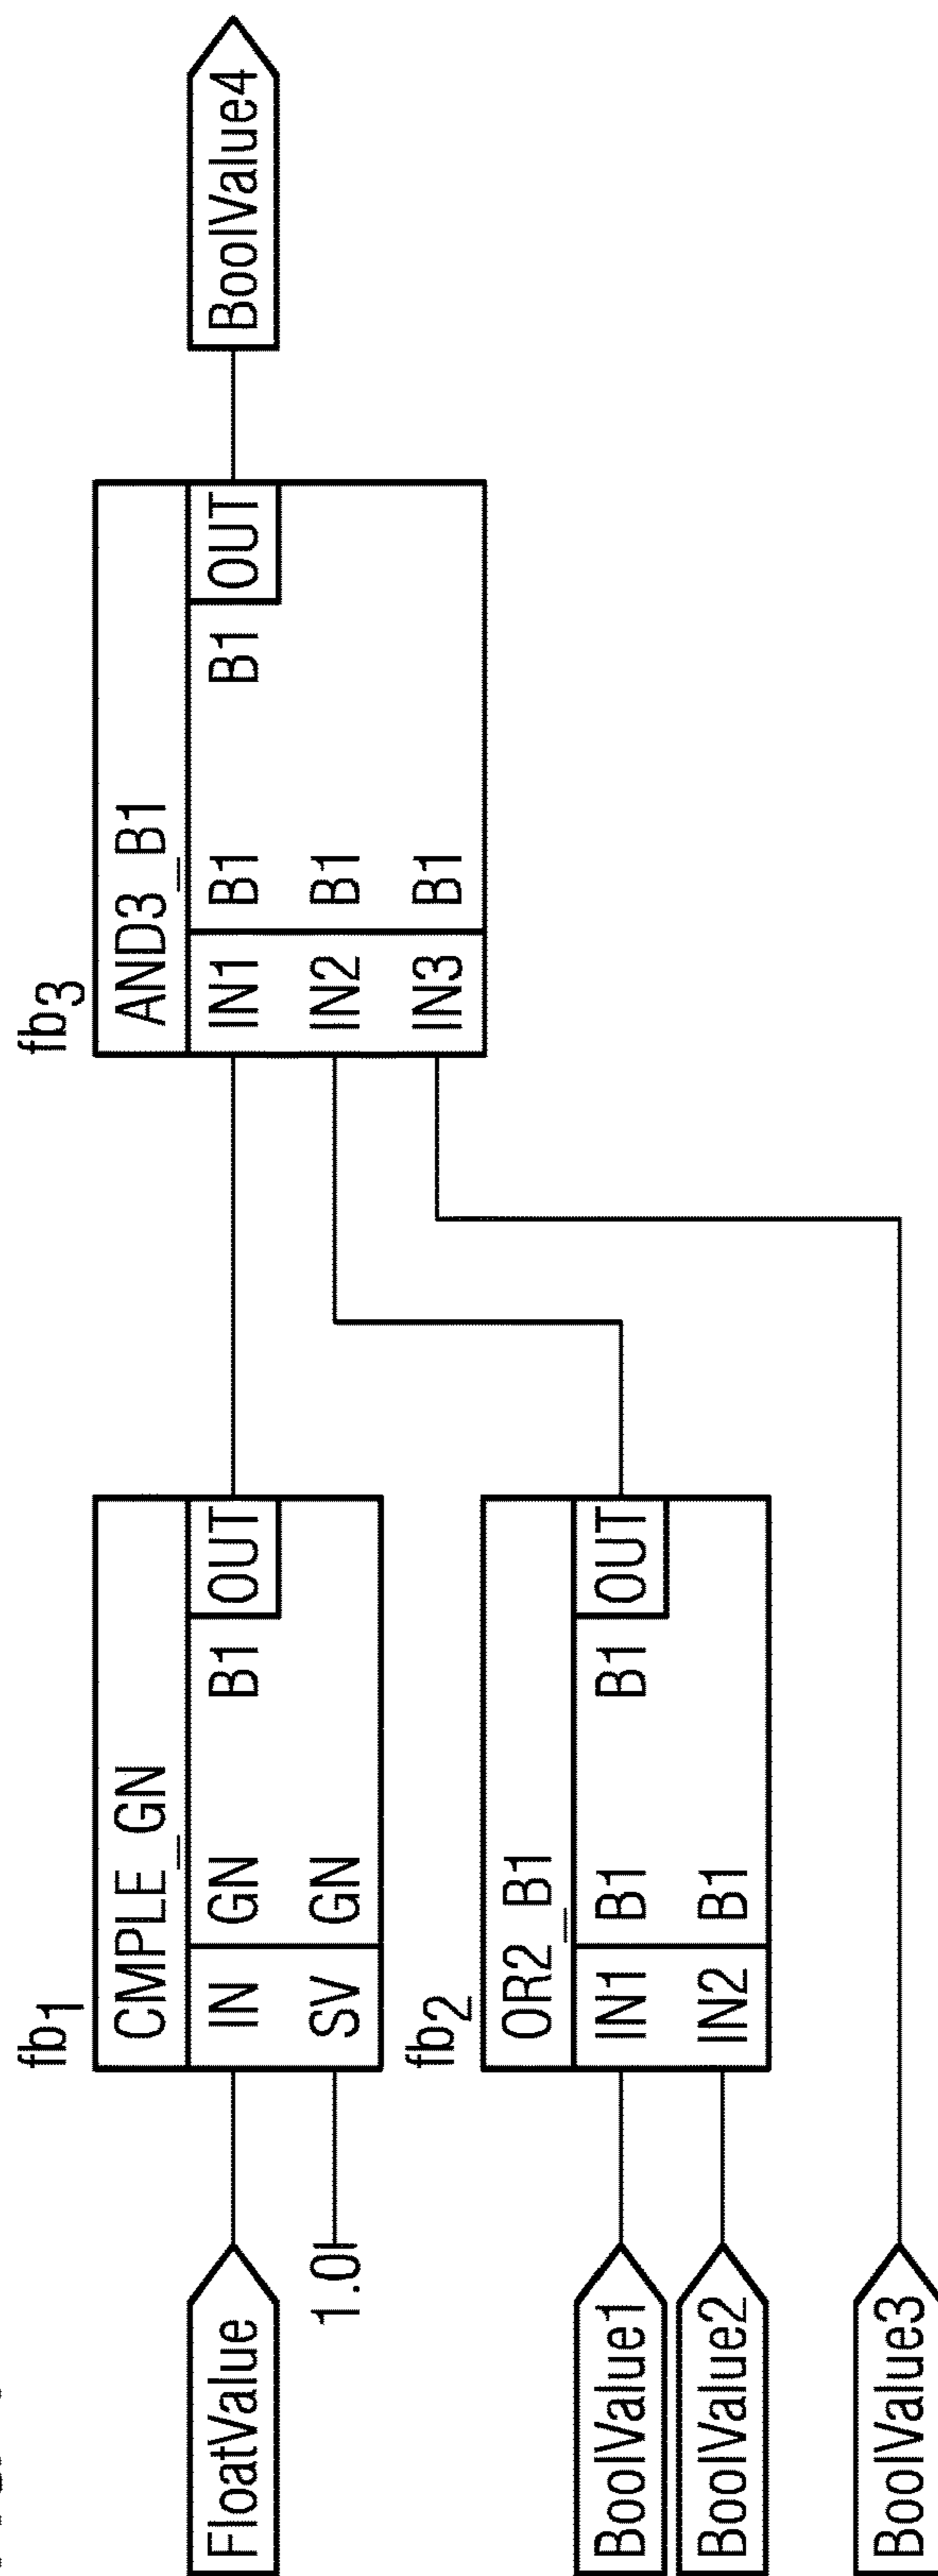 fb1
CMPLE_GN
FloatValue
IN GN B1 OUT
1.0 SV GN
fb2
OR2_B1
BoolValue1
IN1 B1 B1 OUT
BoolValue2
IN2 B1
BoolValue3
fb3
AND3_B1
IN1 B1 B1 OUT
IN2 B1
IN3 B1
BoolValue4